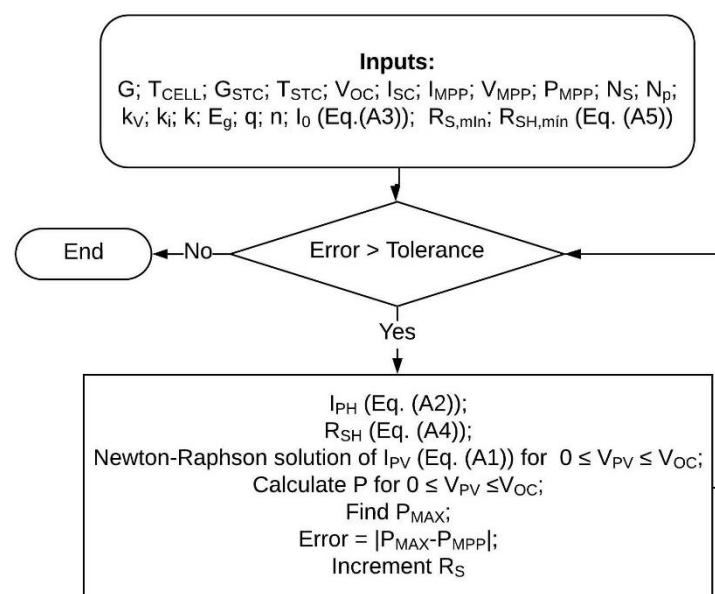 Inputs:
G; T_CELL; G_STC; T_STC; V_OC; I_SC; I_MPP; V_MPP; P_MPP; N_S; N_p;
k_V; k_i; k; E_g; q; n; I_0 (Eq.(A3)); R_S,mIn; R_SH,mín (Eq. (A5))
Error > Tolerance
No
End
Yes
I_PH (Eq. (A2));
R_SH (Eq. (A4));
Newton-Raphson solution of I_PV (Eq. (A1)) for 0 ≤ V_PV ≤ V_OC;
Calculate P for 0 ≤ V_PV ≤V_OC;
Find P_MAX;
Error = |P_MAX-P_MPP|;
Increment R_S